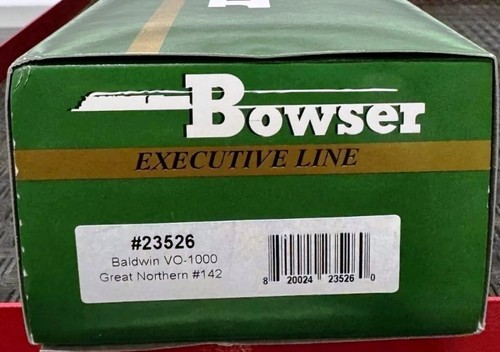 Bowser
EXECUTIVE LINE
#23526
Baldwin VO-1000
Great Northern #142
8 20024 23526 0